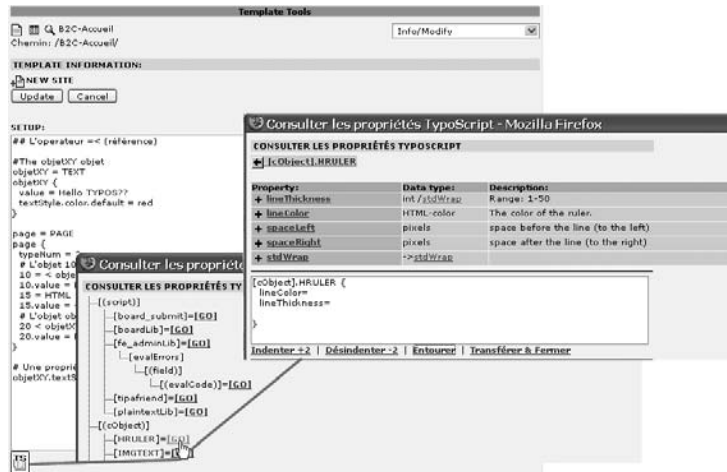 Template Tools
B2C-Accueil
Info/Modify
Chemin: /B2C-Accueil/
TEMPLATE INFORMATION:
NEW SITE
Update Cancel
SETUP:
## L'operateur =< (référence)
#The objetXY objet
objetXY = TEXT
objetXY {
value = Hello TYPOS??
textStyle.color.default = red
}
page = PAGE
page {
typeNum =
# L'objet 10
10 = < obje
10.value =
15 = HTML
15.value =
# L'objet ob
20 < objetX
20.value =
}
# Une proprié
objetXY.textS
TS
Consulter les propriété
CONSULTER LES PROPRIÉTÉS TY
[(script)]
[board_submit]=[GO]
[boardLib]=[GO]
[fe_adminLib]=[GO]
[evalErrors]
[(field)]
[(evalCode)]=[GO]
[tipafriend]=[GO]
[plaintextLib]=[GO]
[(cObject)]
[HRULER]=[GO]
[IMGTEXT]=
Consulter les propriétés TypoScript - Mozilla Firefox
CONSULTER LES PROPRIÉTÉS TYPOSCRIPT
[cObject].HRULER
Property: Data type: Description:
+ lineThickness int /stdWrap Range: 1-50
+ lineColor HTML-color The color of the ruler.
+ spaceLeft pixels space before the line (to the left)
+ spaceRight pixels space after the line (to the right)
+ stdWrap ->stdWrap
[cObject].HRULER {
lineColor=
lineThickness=
}
Indenter +2 | Désindenter -2 | Entourer | Transférer & Fermer